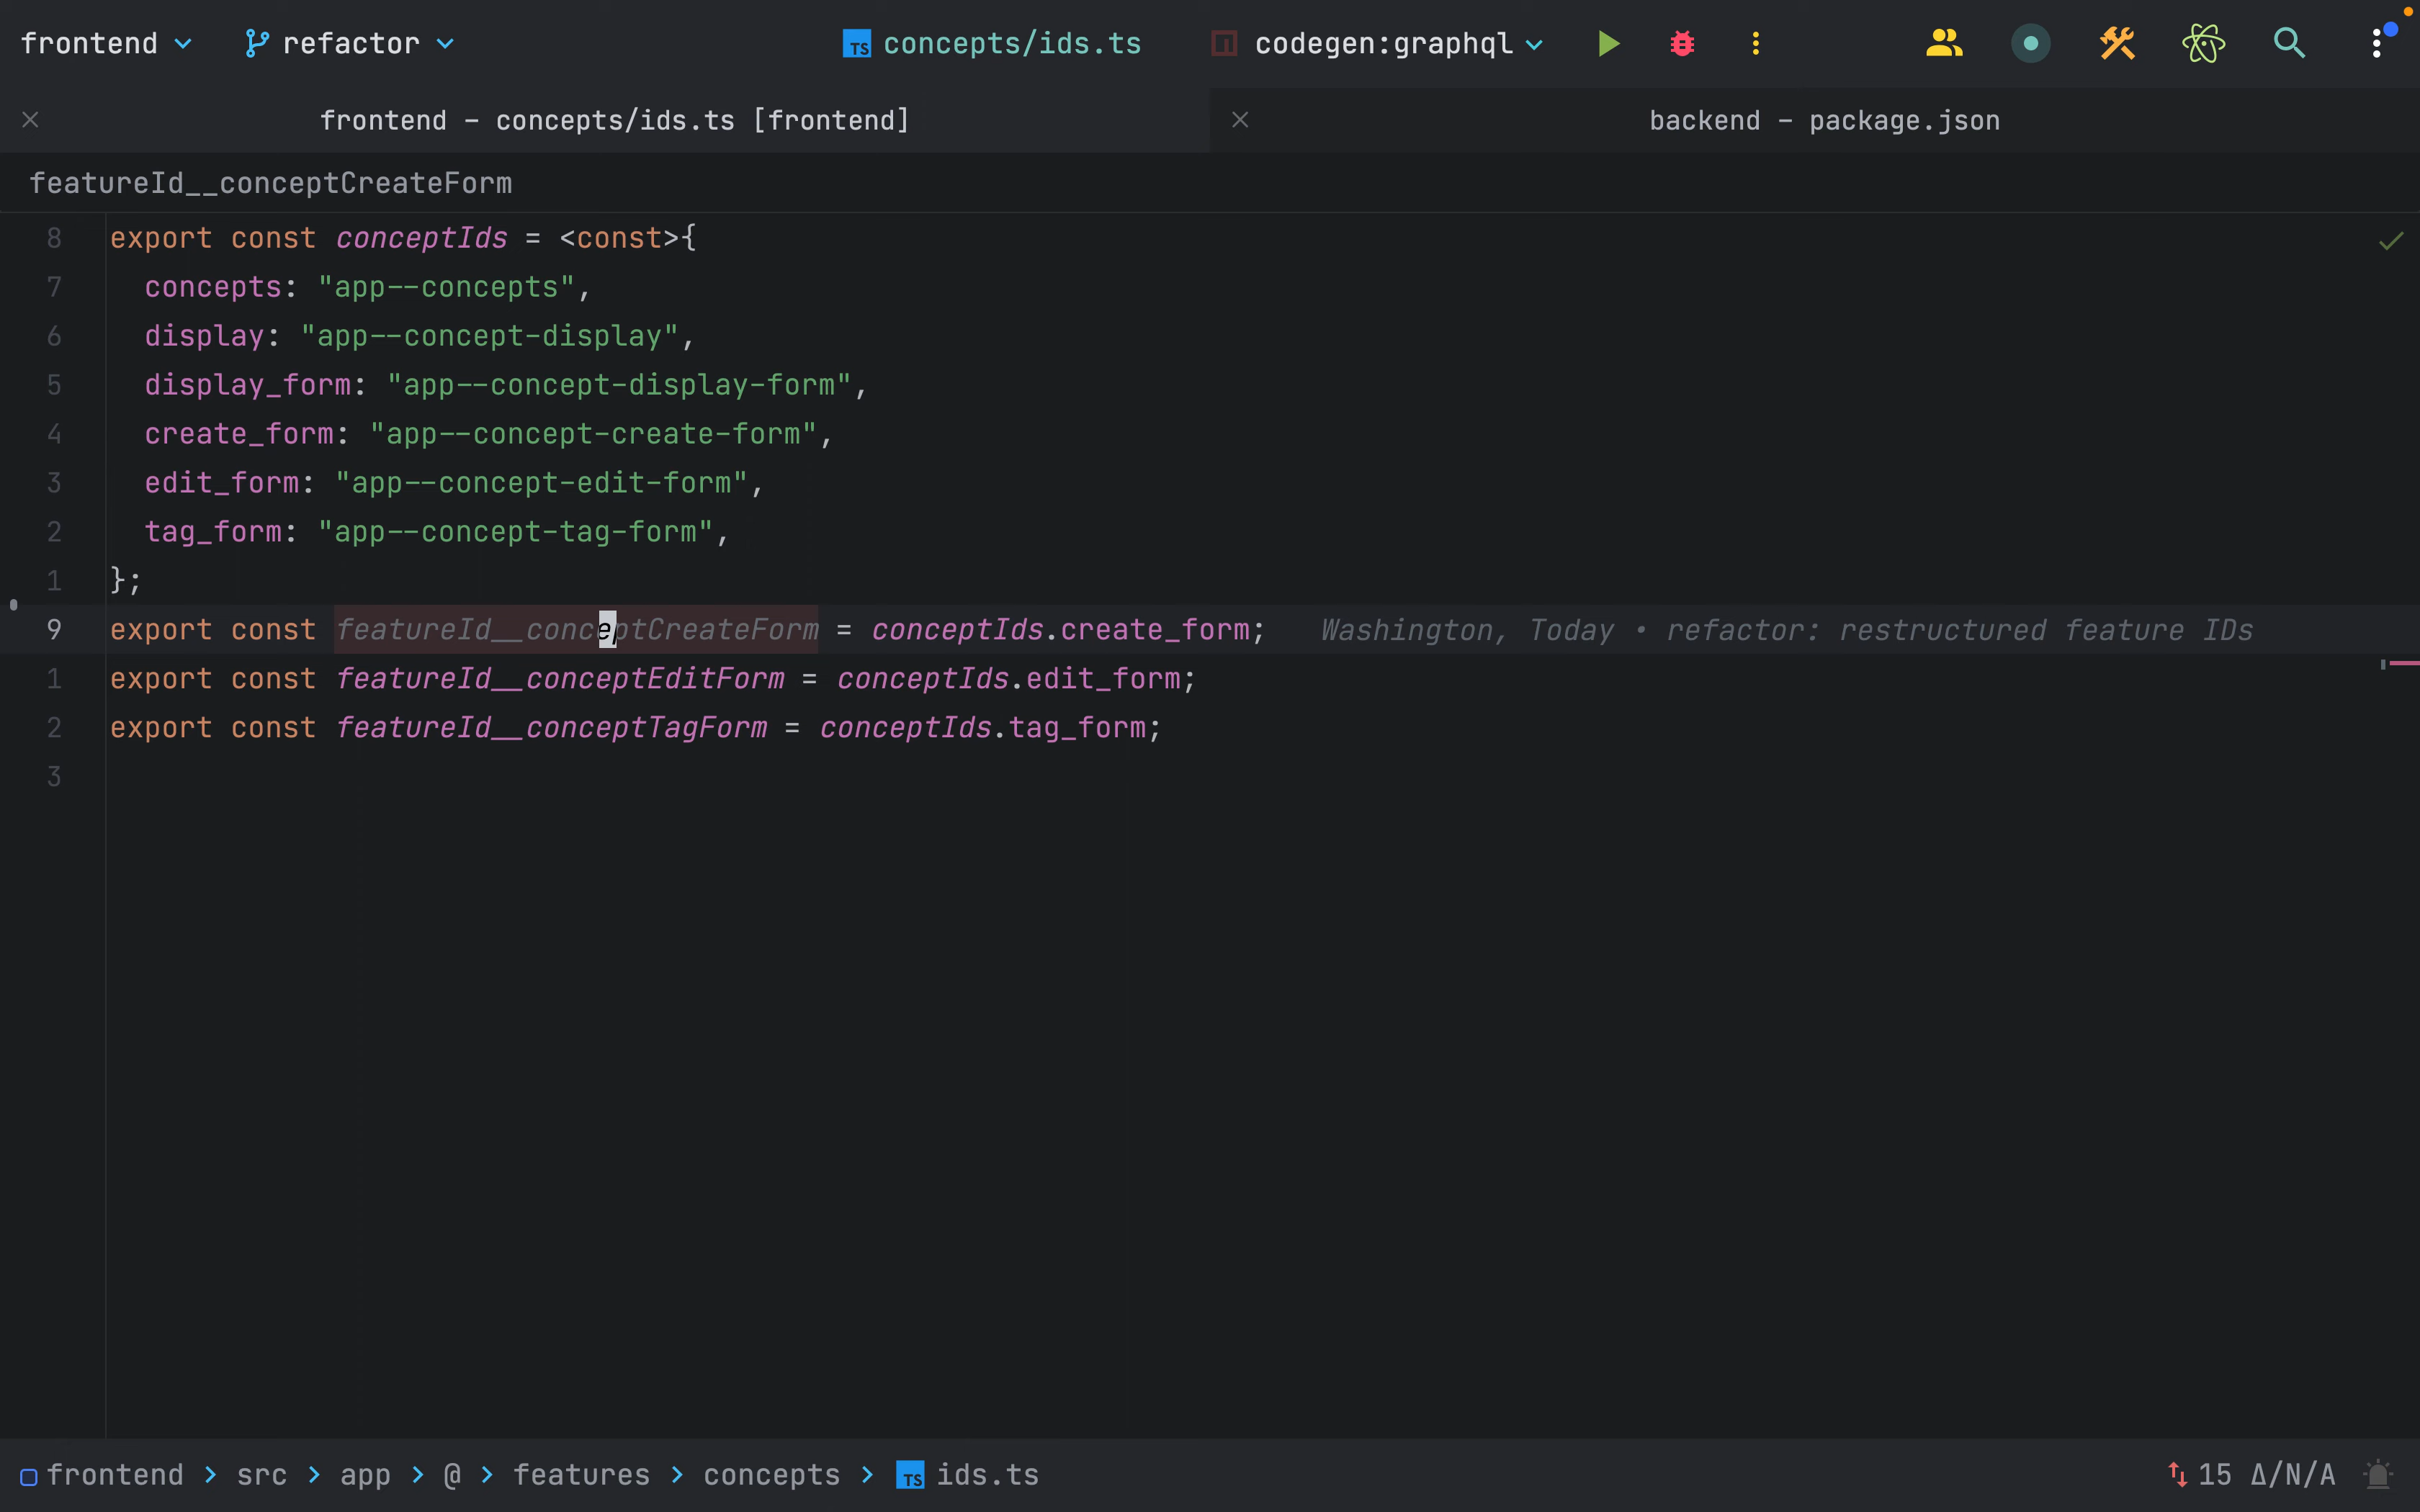 frontend refactor TS concepts/ids.ts codegen:graphql
frontend – concepts/ids.ts [frontend] backend – package.json
featureId__conceptCreateForm
8 export const conceptIds = <const>{
7 concepts: "app--concepts",
6 display: "app--concept-display",
5 display_form: "app--concept-display-form",
4 create_form: "app--concept-create-form",
3 edit_form: "app--concept-edit-form",
2 tag_form: "app--concept-tag-form",
1 };
9 export const featureId__conceptCreateForm = conceptIds.create_form; Washington, Today • refactor: restructured feature IDs
1 export const featureId__conceptEditForm = conceptIds.edit_form;
2 export const featureId__conceptTagForm = conceptIds.tag_form;
3
frontend > src > app > @ > features > concepts > TS ids.ts 15 Δ/N/A